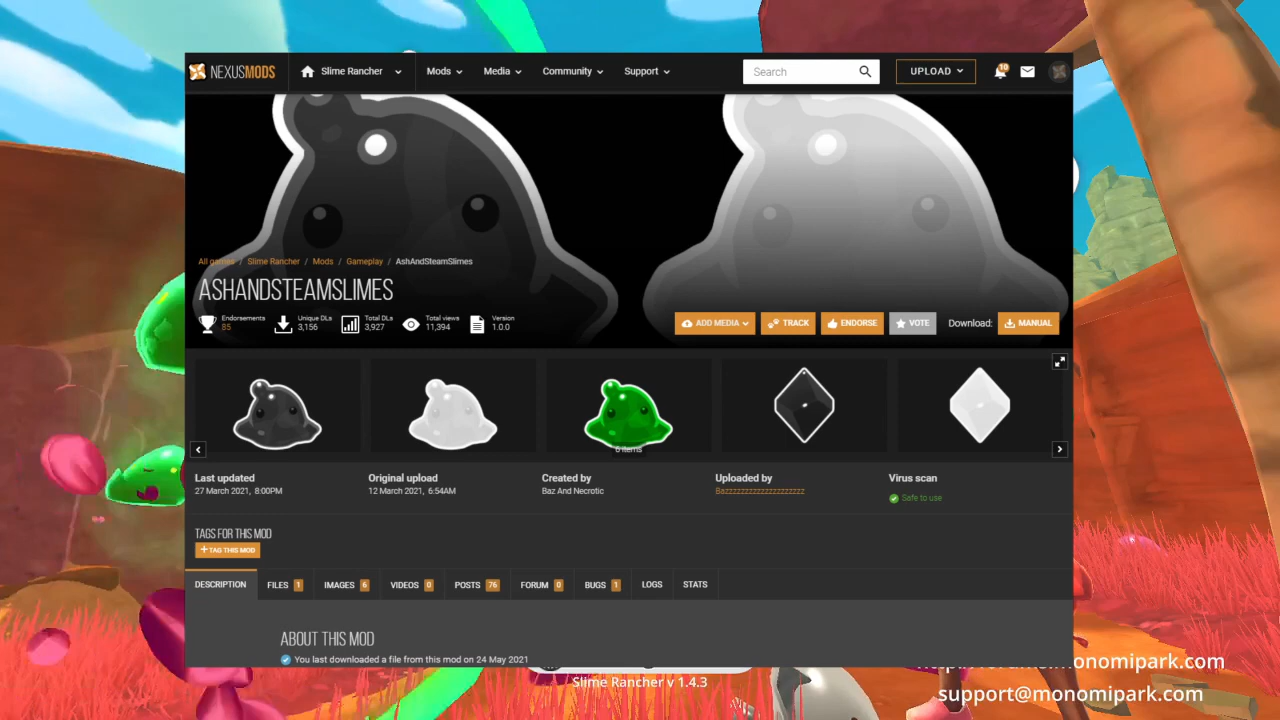 NEXUSMODS
Slime Rancher
Mods
Media
Community
Support
Search
UPLOAD
10
All games / Slime Rancher / Mods / Gameplay / AshAndSteamSlimes
ASHANDSTEAMSLIMES
Endorsements
85
Unique DLs
3,156
Total DLs
3,927
Total views
11,394
Version
1.0.0
ADD MEDIA
TRACK
ENDORSE
VOTE
Download:
MANUAL
6 items
Last updated
27 March 2021, 8:00PM
Original upload
12 March 2021, 6:54AM
Created by
Baz And Necrotic
Uploaded by
Virus scan
Safe to use
TAGS FOR THIS MOD
+ TAG THIS MOD
DESCRIPTION
FILES 1
IMAGES 6
VIDEOS 0
POSTS 76
FORUM 0
BUGS 1
LOGS
STATS
ABOUT THIS MOD
You last downloaded a file from this mod on 24 May 2021
Slime Rancher v 1.4.3
support@monomipark.com